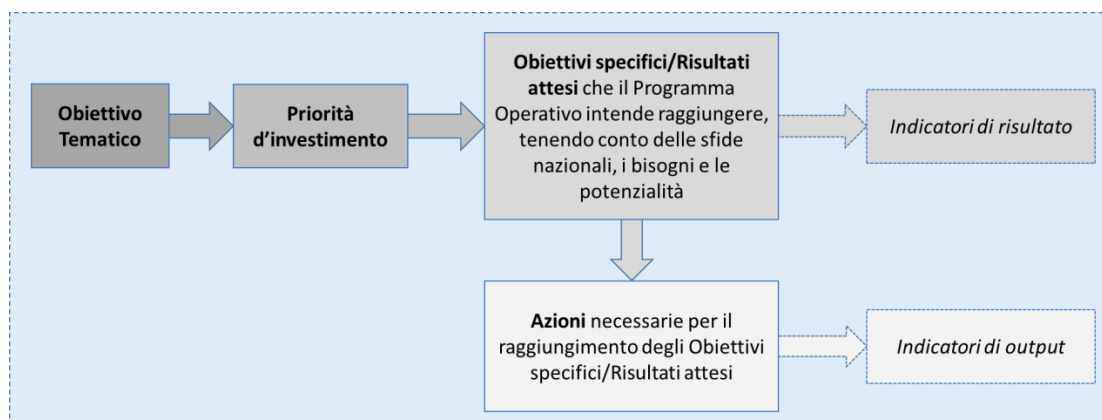 Obiettivo
Tematico
Priorità
d’investimento
Obiettivi specifici/Risultati
attesi che il Programma
Operativo intende raggiungere,
tenendo conto delle sfide
nazionali, i bisogni e le
potenzialità
Indicatori di risultato
Azioni necessarie per il
raggiungimento degli Obiettivi
specifici/Risultati attesi
Indicatori di output